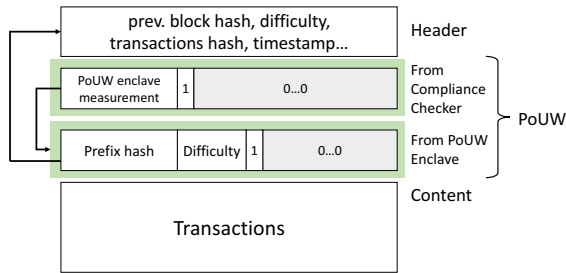 prev. block hash, difficulty,
transactions hash, timestamp...
Header
PoUW enclave
measurement
1
0...0
From
Compliance
Checker
PoUW
Prefix hash
Difficulty
1
0...0
From PoUW
Enclave
Content
Transactions